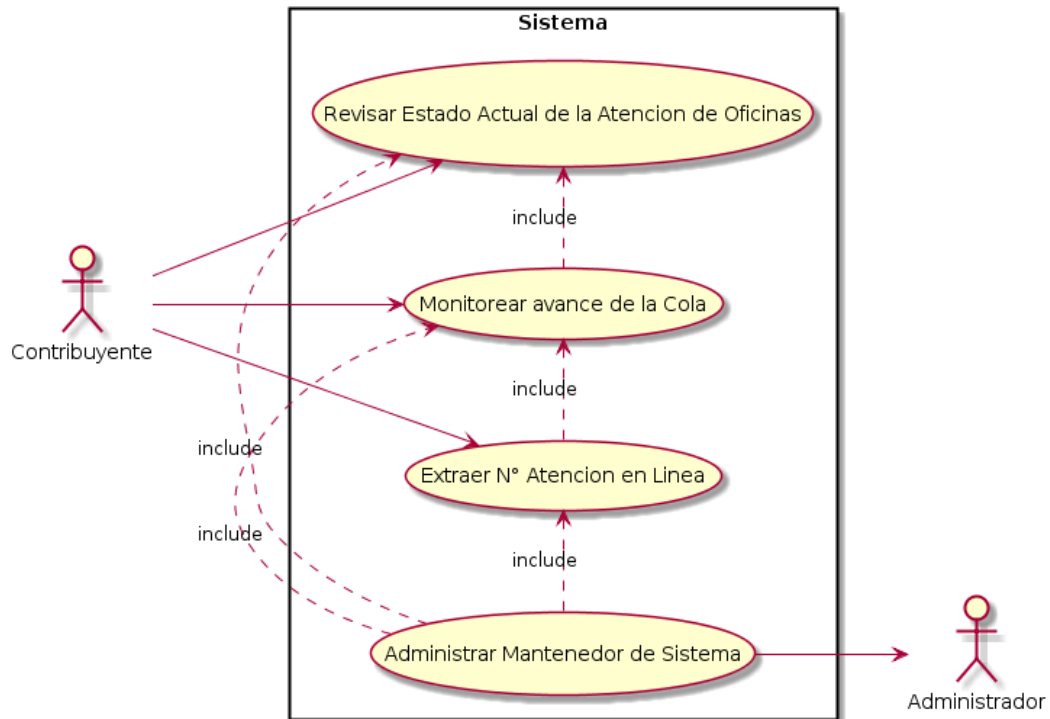 Sistema
Revisar Estado Actual de la Atencion de Oficinas
include
Monitorear avance de la Cola
Contribuyente
include
Extraer N° Atencion en Linea
include
include
include
Administrar Mantenedor de Sistema
Administrador